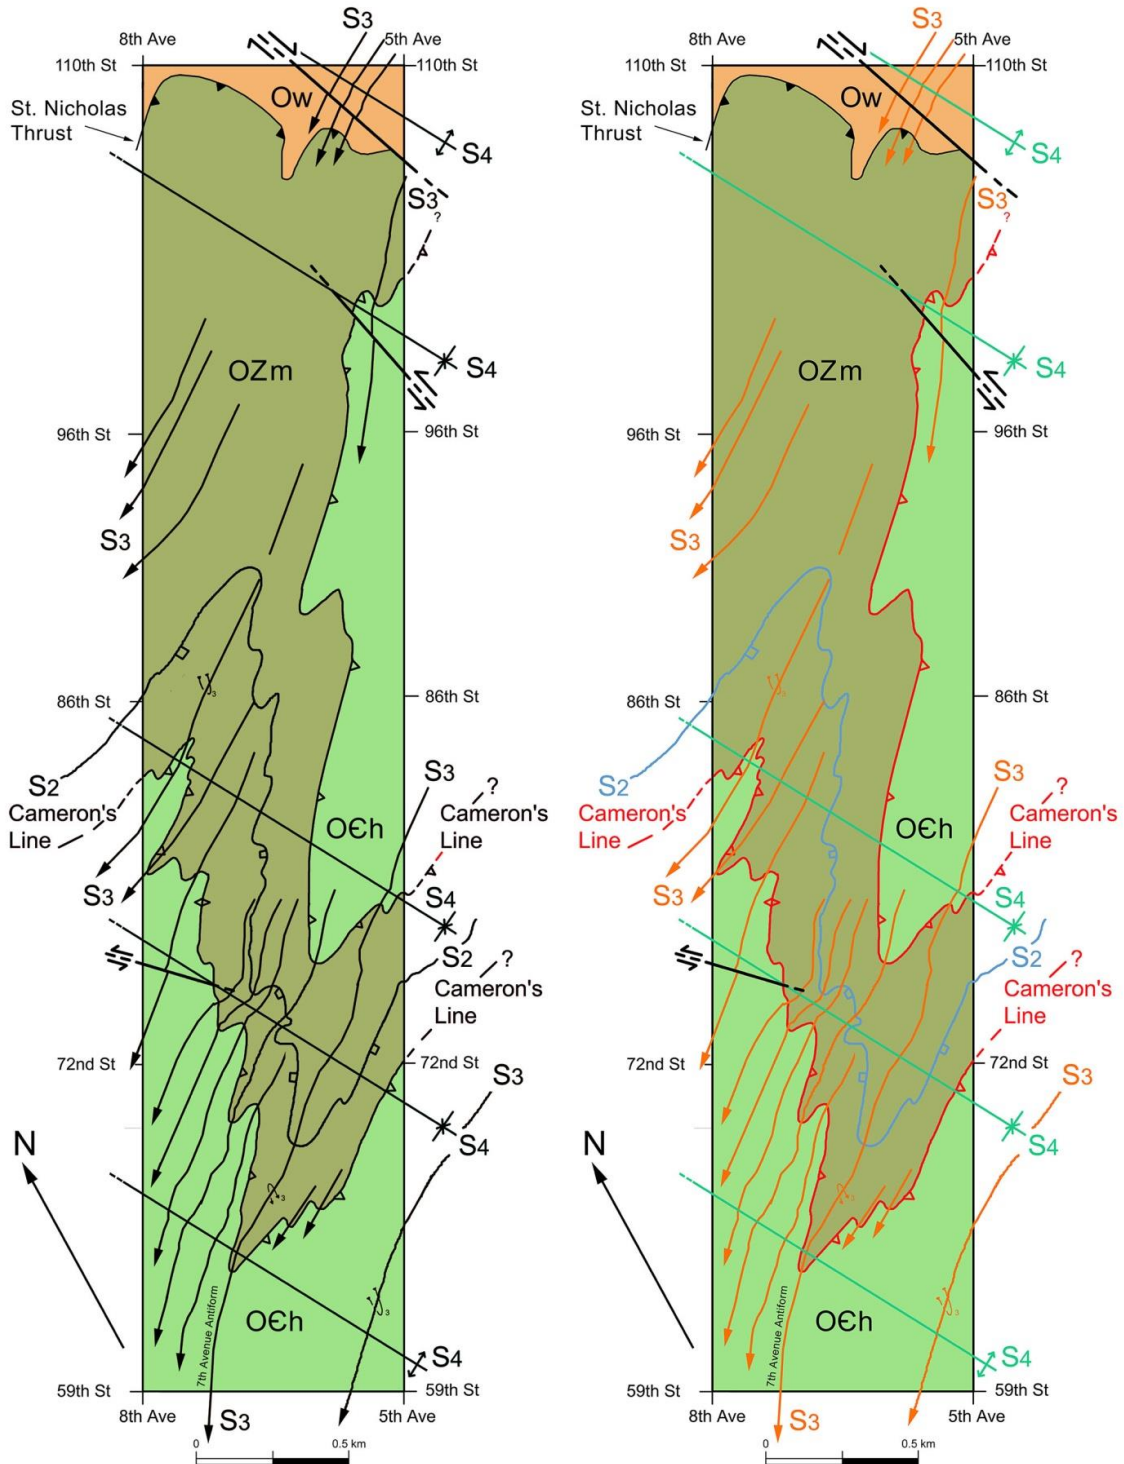 S3
8th Ave
5th Ave
110th St
110th St
St. Nicholas
Thrust
Ow
S4
S3
?
OZm
S4
96th St
96th St
S3
3
86th St
86th St
S2
Cameron's
Line
S3
?
Cameron's
Line
OЄh
S3
S4
S2
?
Cameron's
Line
72nd St
72nd St
S3
N
S4
3
3
OЄh
7th Avenue Antiform
S4
59th St
59th St
8th Ave
S3
5th Ave
0
0.5 km
S3
8th Ave
5th Ave
110th St
110th St
St. Nicholas
Thrust
Ow
S4
S3
?
OZm
S4
96th St
96th St
S3
3
86th St
86th St
S2
Cameron's
Line
S3
?
Cameron's
Line
OЄh
S3
S4
S2
?
Cameron's
Line
72nd St
72nd St
S3
N
S4
3
3
OЄh
7th Avenue Antiform
S4
59th St
59th St
8th Ave
S3
5th Ave
0
0.5 km